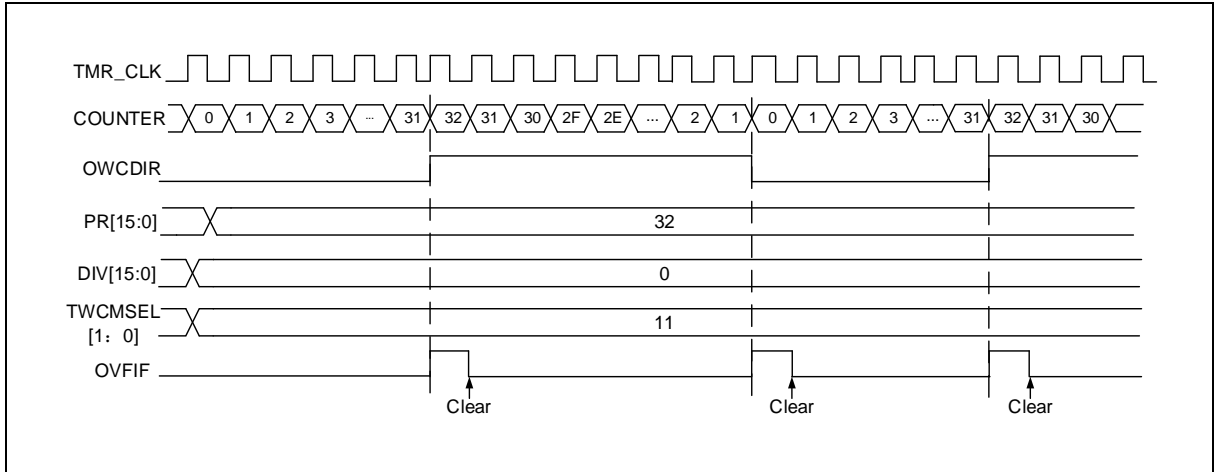 TMR_CLK
COUNTER 0 1 2 3 ... 31 32 31 30 2F 2E ... 2 1 0 1 2 3 ... 31 32 31 30
OWCDIR
PR[15:0] 32
DIV[15:0] 0
TWCMSEL
[1：0] 11
OVFIF
Clear Clear Clear